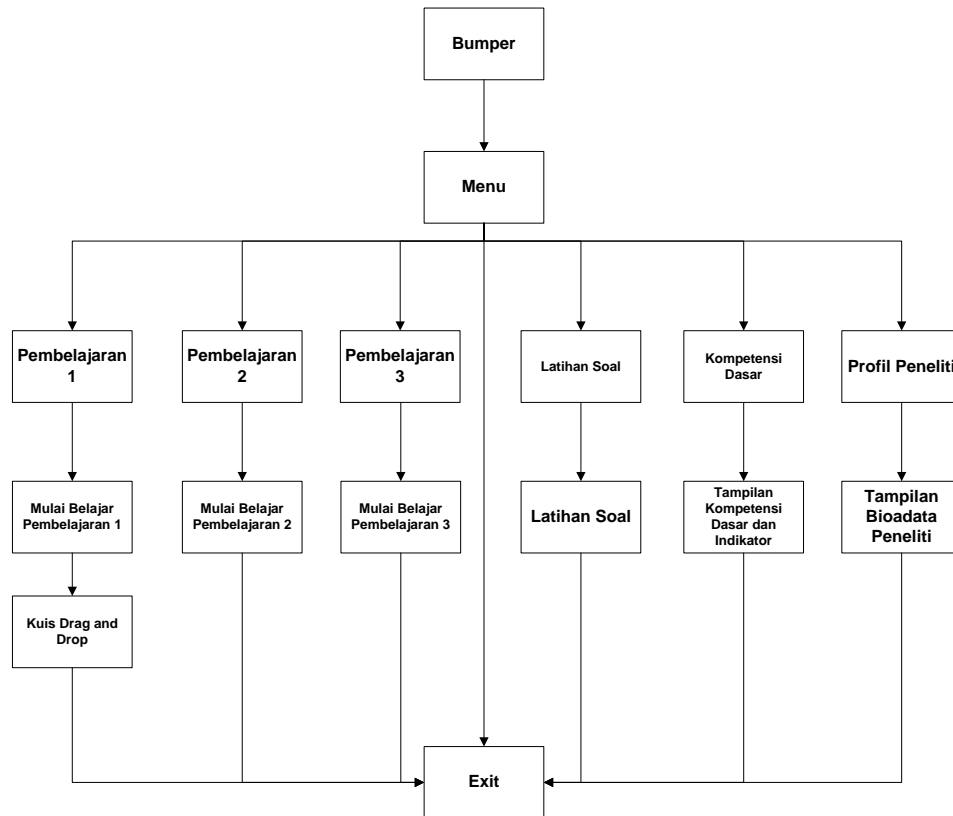 Bumper
Menu
Pembelajaran
1
Pembelajaran
2
Pembelajaran
3
Latihan Soal
Kompetensi
Dasar
Profil Peneliti
Mulai Belajar
Pembelajaran 1
Mulai Belajar
Pembelajaran 2
Mulai Belajar
Pembelajaran 3
Latihan Soal
Tampilan
Kompetensi
Dasar dan
Indikator
Tampilan
Bioadata
Peneliti
Kuis Drag and
Drop
Exit